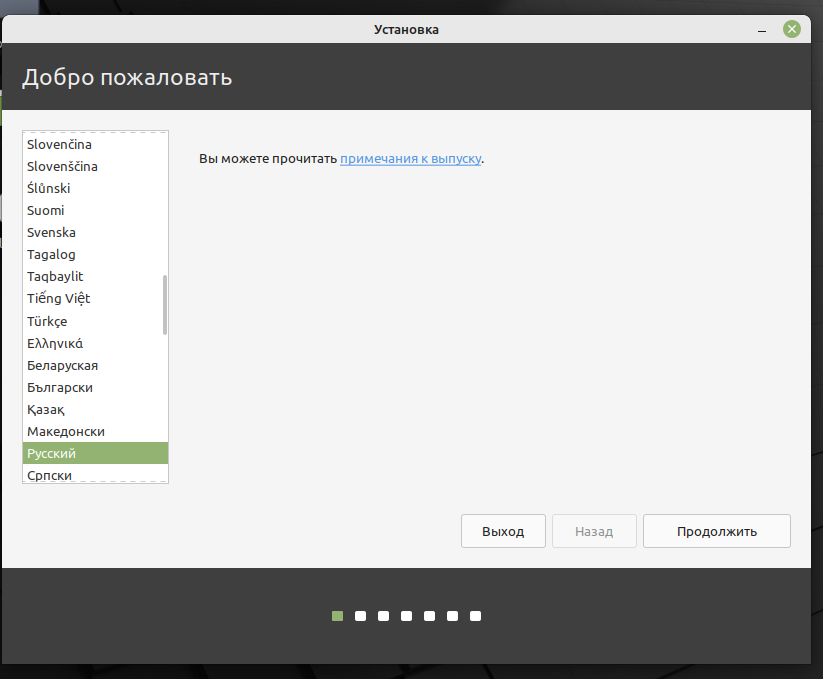 Установка
Добро пожаловать
Slovenčina
Slovenščina
Ślůnski
Suomi
Svenska
Tagalog
Taqbaylit
Tiếng Việt
Türkçe
Ελληνικά
Беларуская
Български
Қазақ
Македонски
Русский
Српски
Вы можете прочитать примечания к выпуску.
Выход Назад Продолжить